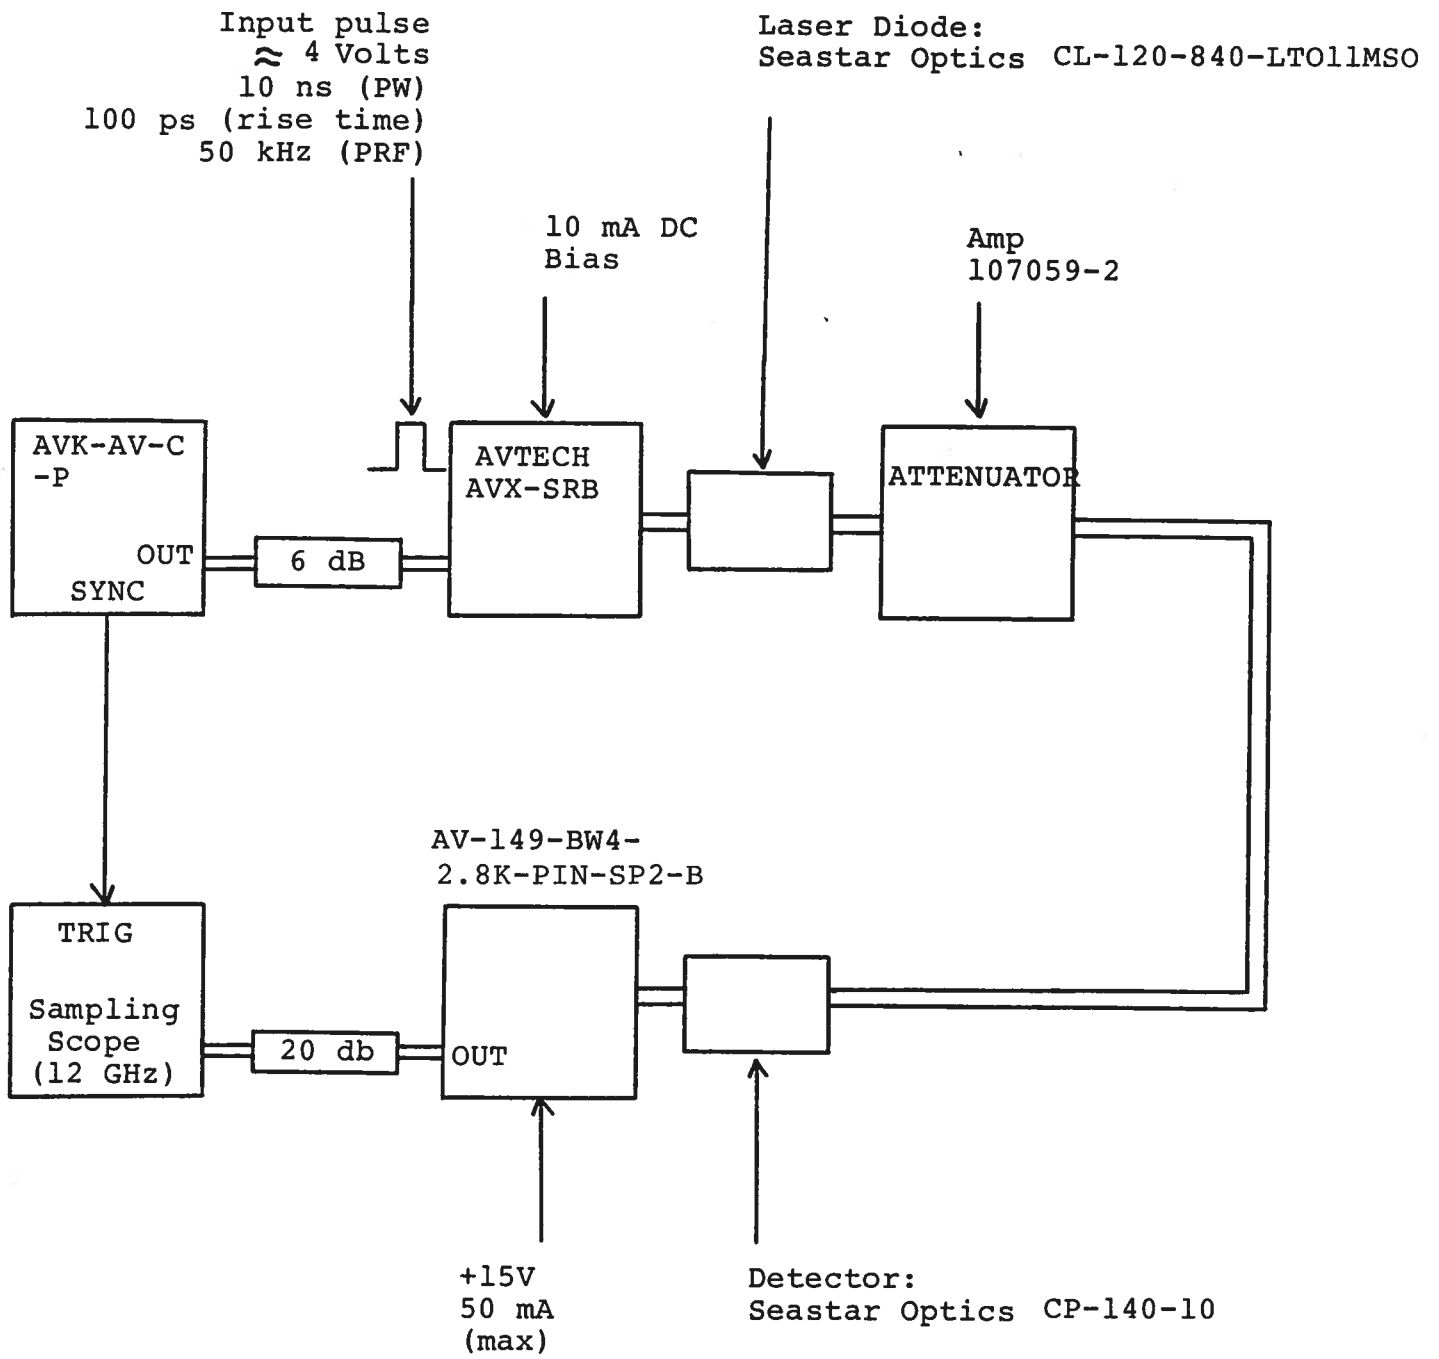 Input pulse
≈ 4 Volts
10 ns (PW)
100 ps (rise time)
50 kHz (PRF)
Laser Diode:
Seastar Optics CL-120-840-LTO11MSO
10 mA DC
Bias
Amp
107059-2
AVK-AV-C
-P
OUT
SYNC
6 dB
AVTECH
AVX-SRB
ATTENUATOR
AV-149-BW4-
2.8K-PIN-SP2-B
TRIG
Sampling
Scope
(12 GHz)
20 db
OUT
+15V
50 mA
(max)
Detector:
Seastar Optics CP-140-10